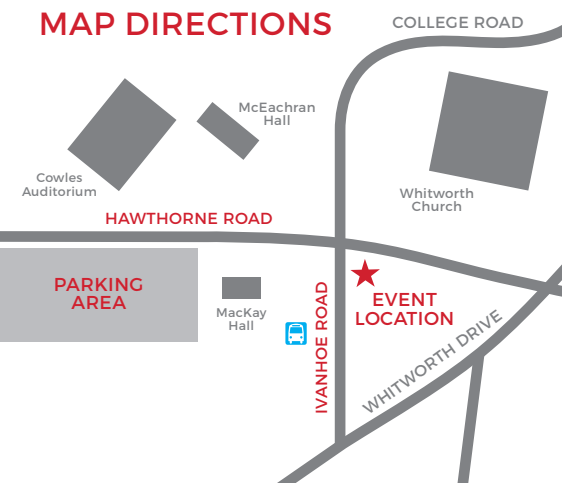 MAP DIRECTIONS
COLLEGE ROAD
McEachran
Hall
Cowles
Auditorium
Whitworth
Church
HAWTHORNE ROAD
PARKING
AREA
MacKay
Hall
IVANHOE ROAD
EVENT
LOCATION
WHITWORTH DRIVE